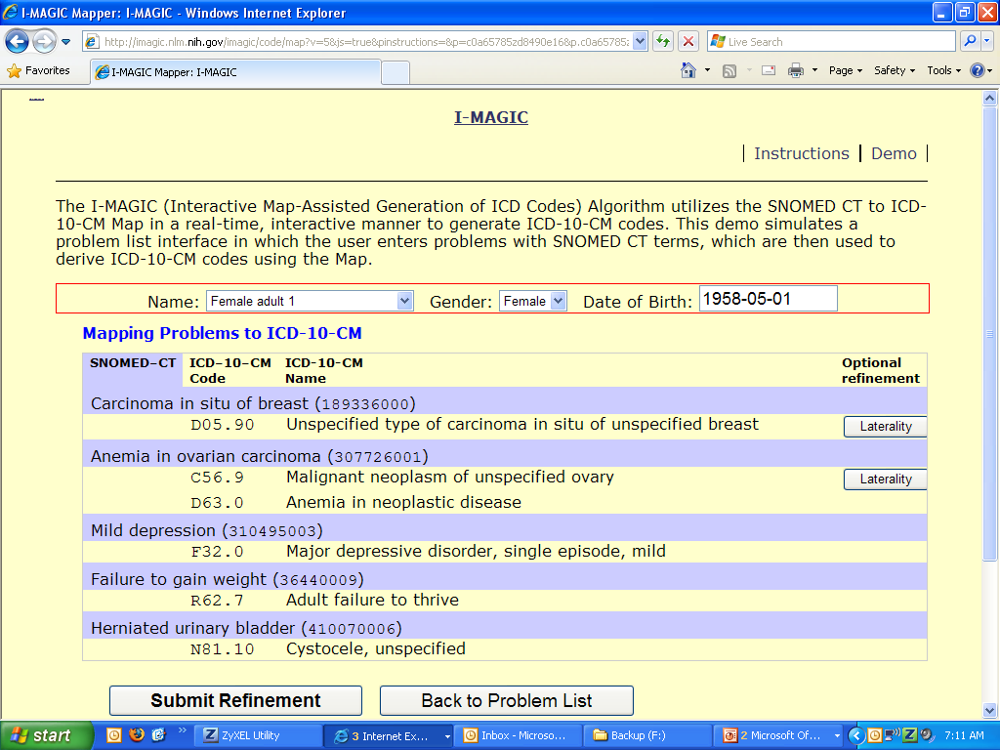 I-MAGIC Mapper: I-MAGIC - Windows Internet Explorer
http://imagic.nlm.nih.gov/imagic/code/map?v=5&js=true&pinstructions=&p=c0a65785zd8490e16&p.c0a65785z
Live Search
Favorites
I-MAGIC Mapper: I-MAGIC
Page
Safety
Tools
I-MAGIC
Instructions
Demo
The I-MAGIC (Interactive Map-Assisted Generation of ICD Codes) Algorithm utilizes the SNOMED CT to ICD-
10-CM Map in a real-time, interactive manner to generate ICD-10-CM codes. This demo simulates a
problem list interface in which the user enters problems with SNOMED CT terms, which are then used to
derive ICD-10-CM codes using the Map.
Name: Female adult 1 Gender: Female Date of Birth: 1958-05-01
Mapping Problems to ICD-10-CM
SNOMED-CT ICD-10-CM ICD-10-CM Optional
Code Name refinement
Carcinoma in situ of breast (189336000)
D05.90 Unspecified type of carcinoma in situ of unspecified breast Laterality
Anemia in ovarian carcinoma (307726001)
C56.9 Malignant neoplasm of unspecified ovary Laterality
D63.0 Anemia in neoplastic disease
Mild depression (310495003)
F32.0 Major depressive disorder, single episode, mild
Failure to gain weight (36440009)
R62.7 Adult failure to thrive
Herniated urinary bladder (410070006)
N81.10 Cystocele, unspecified
Submit Refinement Back to Problem List
start
ZyXEL Utility
3 Internet Ex...
Inbox - Microso...
Backup (F:)
2 Microsoft Of...
7:11 AM